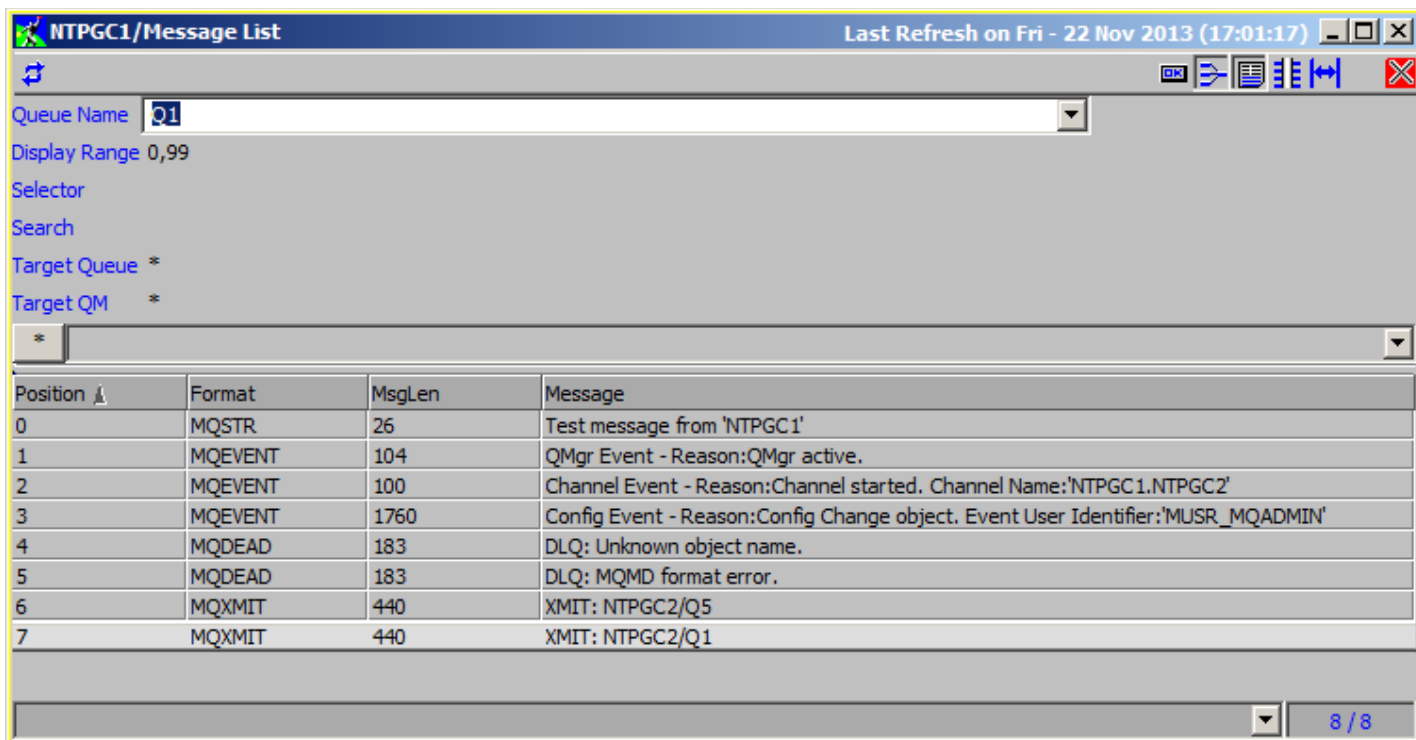 NTPGC1/Message List Last Refresh on Fri - 22 Nov 2013 (17:01:17)
OK
Queue Name Q1
Display Range 0,99
Selector
Search
Target Queue *
Target QM *
*
Position Format MsgLen Message
0 MQSTR 26 Test message from 'NTPGC1'
1 MQEVENT 104 QMgr Event - Reason:QMgr active.
2 MQEVENT 100 Channel Event - Reason:Channel started. Channel Name:'NTPGC1.NTPGC2'
3 MQEVENT 1760 Config Event - Reason:Config Change object. Event User Identifier:'MUSR_MQADMIN'
4 MQDEAD 183 DLQ: Unknown object name.
5 MQDEAD 183 DLQ: MQMD format error.
6 MQXMIT 440 XMIT: NTPGC2/Q5
7 MQXMIT 440 XMIT: NTPGC2/Q1
8 / 8